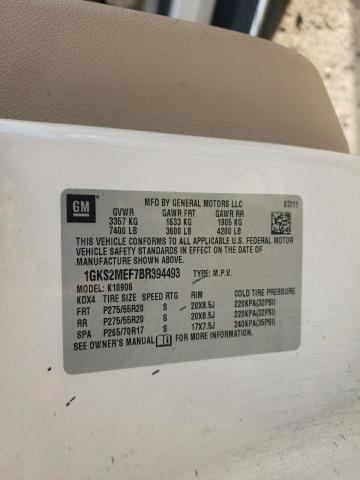 GM
MFD BY GENERAL MOTORS LLC 07/11
GVWR GAWR FRT GAWR RR
3357 KG 1633 KG 1905 KG
7400 LB 3600 LB 4200 LB
THIS VEHICLE CONFORMS TO ALL APPLICABLE U.S. FEDERAL MOTOR
VEHICLE SAFETY STANDARDS IN EFFECT ON THE DATE OF
MANUFACTURE SHOWN ABOVE.
1GKS2MEF7BR394493 TYPE: M.P.V.
MODEL: K10906
KDX4 TIRE SIZE SPEED RTG RIM COLD TIRE PRESSURE
FRT P275/55R20 S 20X8.5J 220KPA(32PSI)
RR P275/55R20 S 20X8.5J 220KPA(32PSI)
SPA P265/70R17 S 17X7.5J 240KPA(35PSI)
SEE OWNER'S MANUAL FOR MORE INFORMATION.